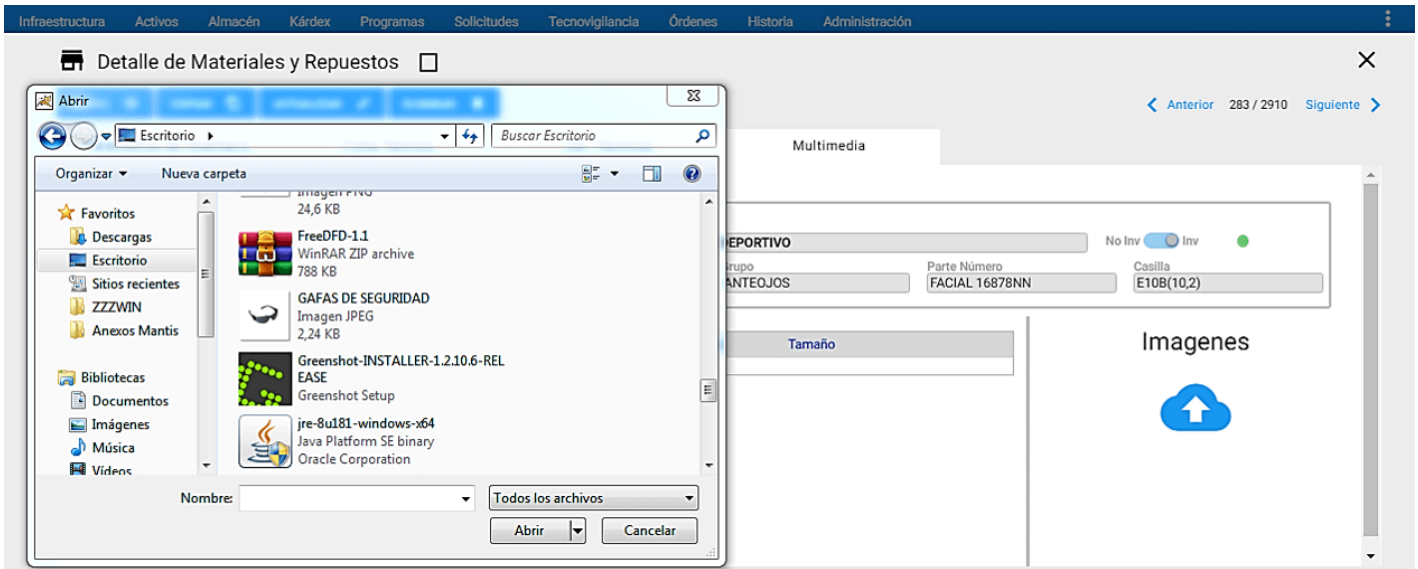 Infraestructura Activos Almacén Kárdex Programas Solicitudes Tecnovigilancia Órdenes Historia Administración
Detalle de Materiales y Repuestos
Abrir
Anterior 283 / 2910 Siguiente
Escritorio
Buscar Escritorio
Multimedia
Organizar Nueva carpeta
Favoritos
Descargas
Escritorio
Sitios recientes
ZZZWIN
Anexos Mantis
Bibliotecas
Documentos
Imágenes
Música
Vídeos
Imagen PNG
24,6 KB
FreeDFD-1.1
WinRAR ZIP archive
788 KB
GAFAS DE SEGURIDAD
Imagen JPEG
2,24 KB
Greenshot-INSTALLER-1.2.10.6-REL
EASE
Greenshot Setup
jre-8u181-windows-x64
Java Platform SE binary
Oracle Corporation
Nombre:
Todos los archivos
Abrir Cancelar
EPORTIVO
No Inv Inv
rupo Parte Número Casilla
ANTEOJOS FACIAL 16878NN E10B(10,2)
Tamaño
Imagenes